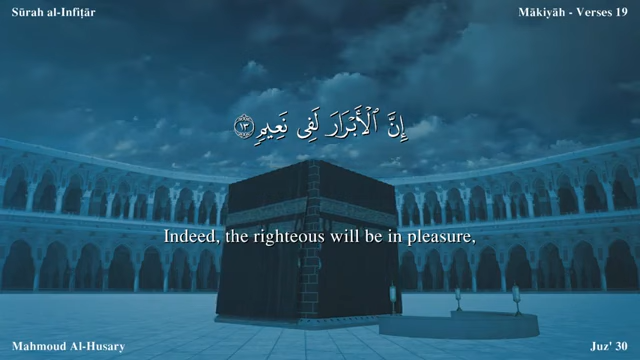 Sūrah al-Infiṭār
Mākiyāh - Verses 19
إِنَّ ٱلْأَبْرَارَ لَفِى نَعِيمٍ ١٣
Indeed, the righteous will be in pleasure,
Mahmoud Al-Husary
Juz' 30